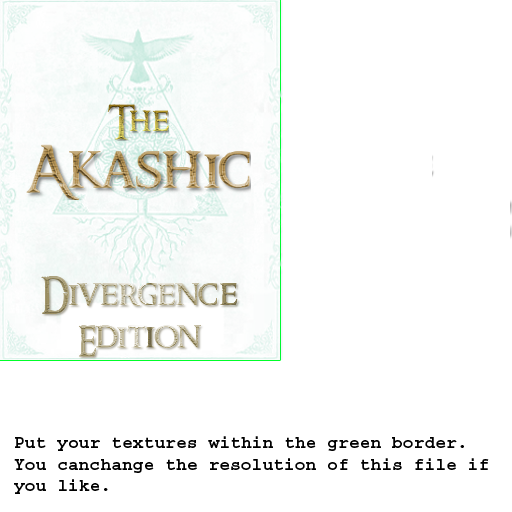 The
Akashic
Divergence
Edition
Put your textures within the green border.
You canchange the resolution of this file if
you like.